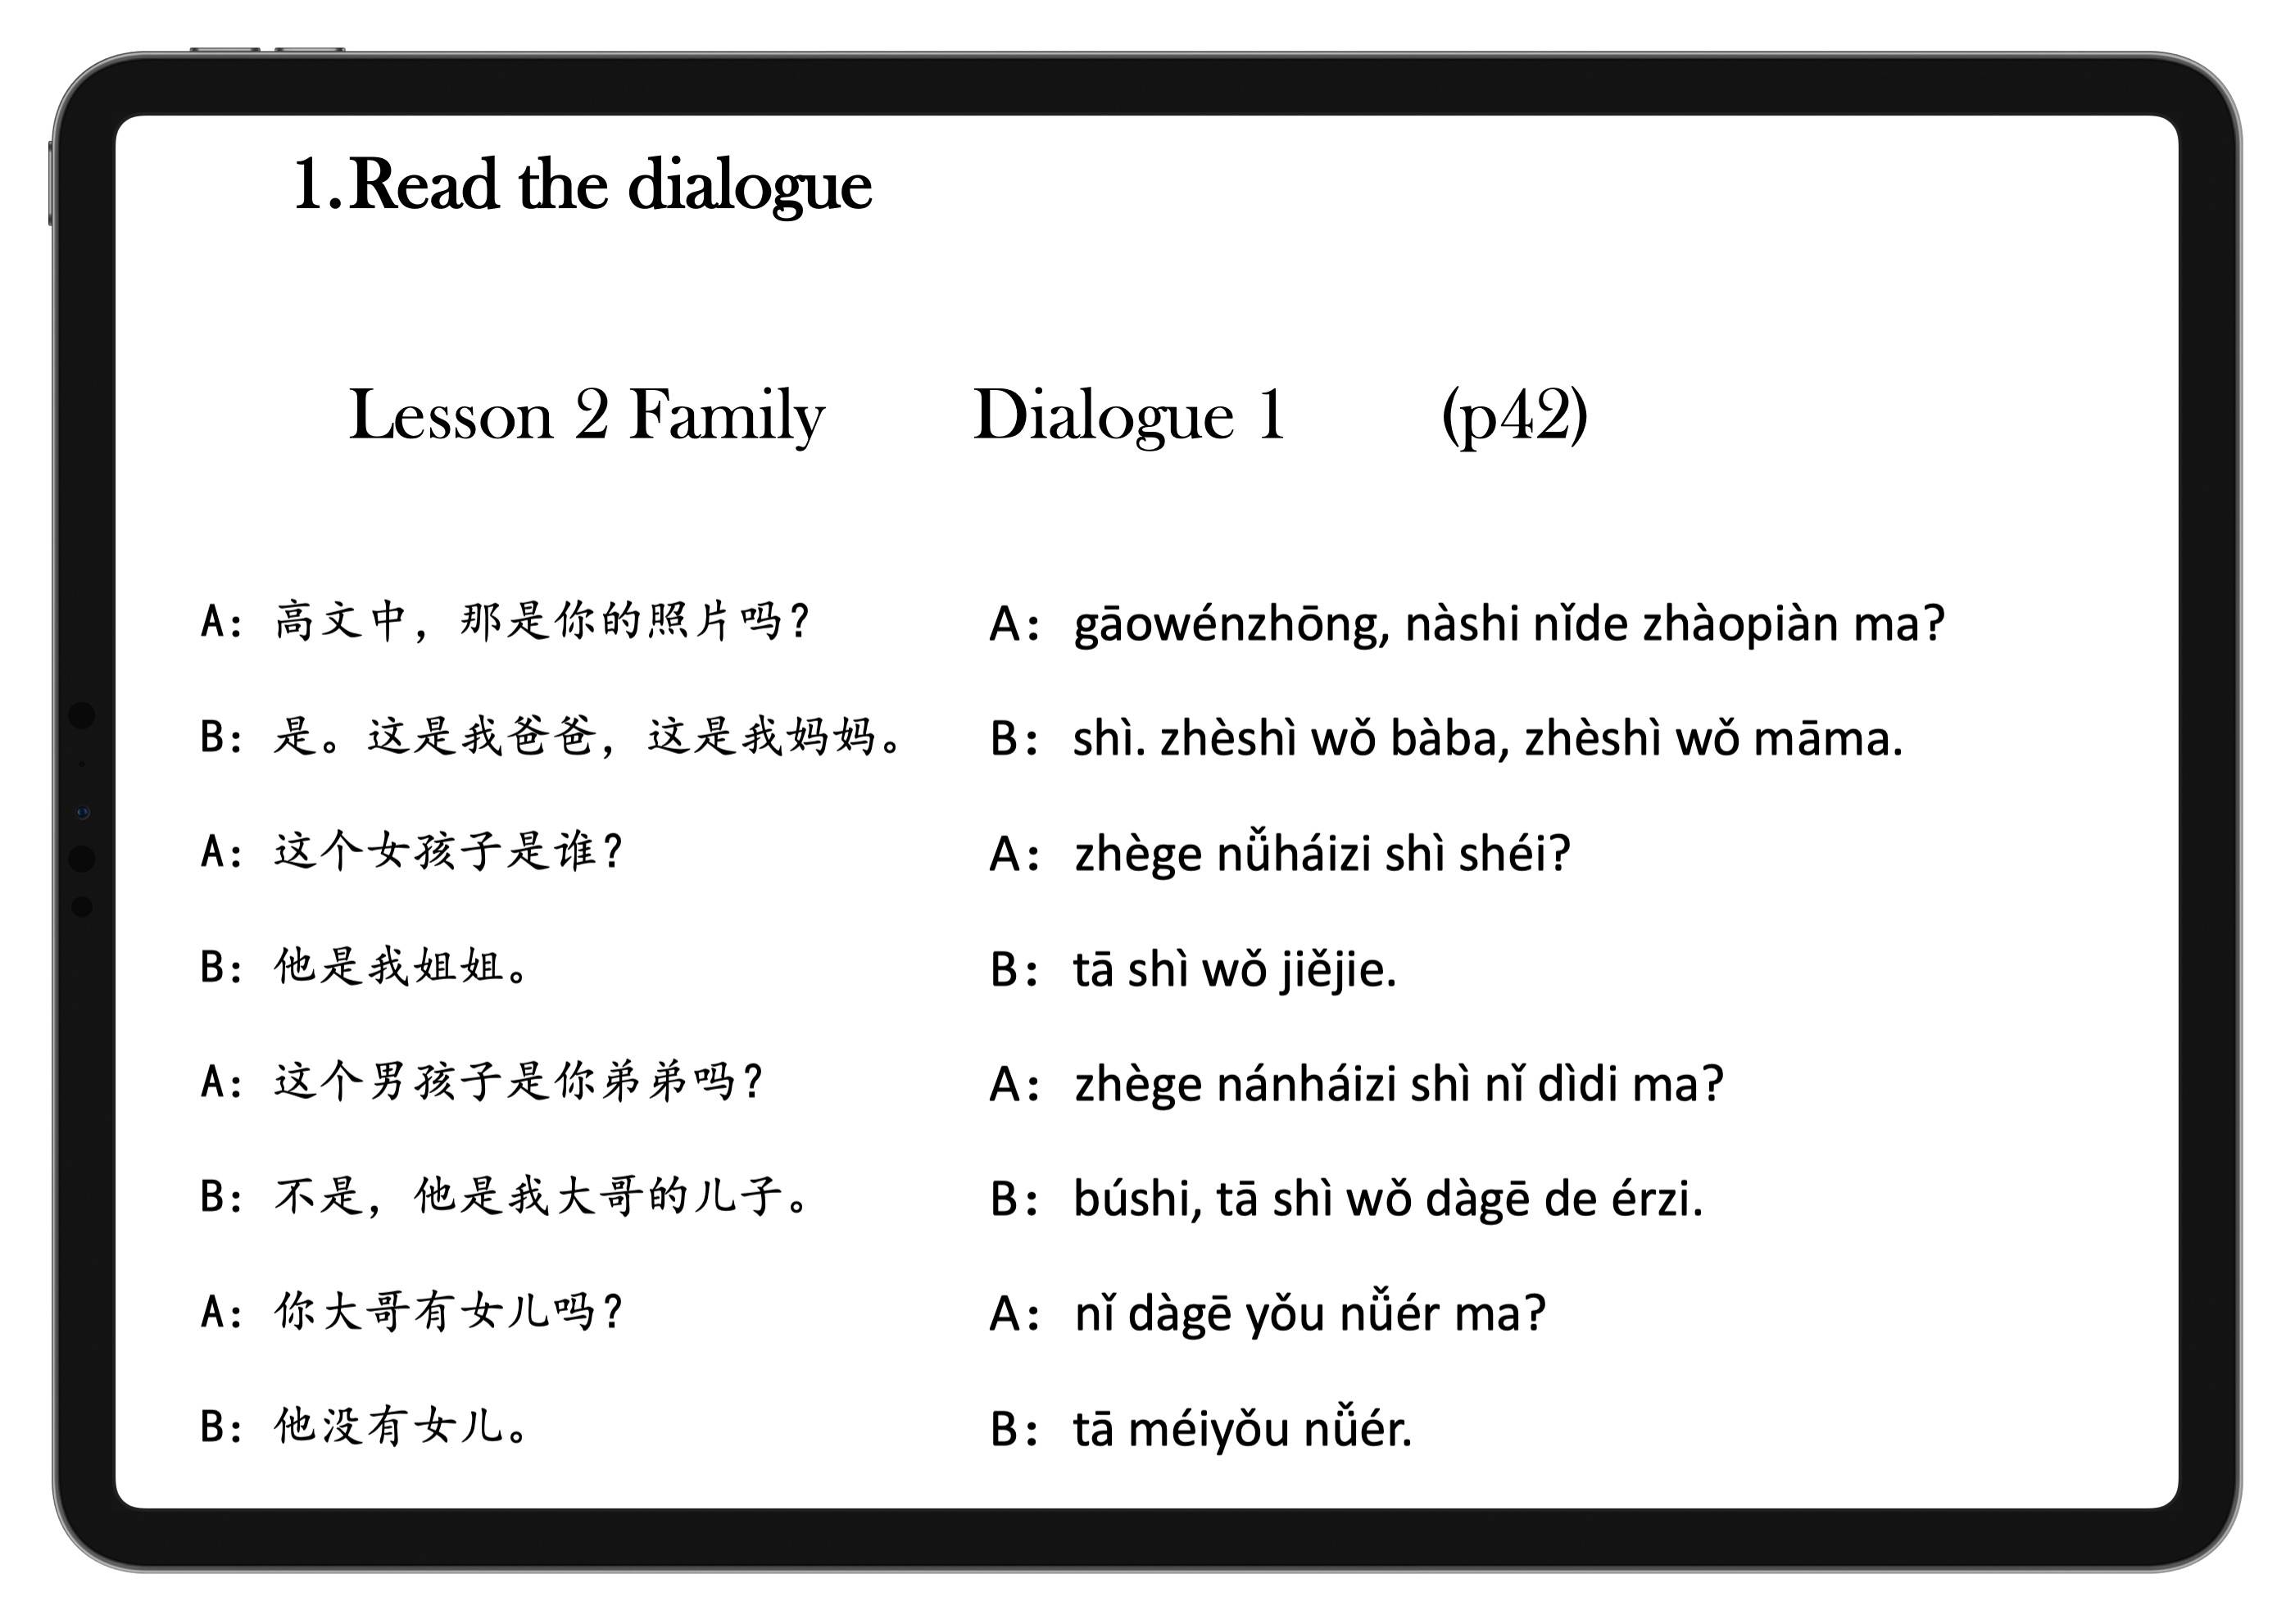 1.Read the dialogue
Lesson 2 Family Dialogue 1 (p42)
A: 高文中，那是你的照片吗？
B: 是。这是我爸爸，这是我妈妈。
A: 这个女孩子是谁？
B: 他是我姐姐。
A: 这个男孩子是你弟弟吗？
B: 不是，他是我大哥的儿子。
A: 你大哥有女儿吗？
B: 他没有女儿。
A: gāowénzhōng, nàshi nǐde zhàopiàn ma?
B: shì. zhèshì wǒ bàba, zhèshì wǒ māma.
A: zhège nǚháizi shì shéi?
B: tā shì wǒ jiějie.
A: zhège nánháizi shì nǐ dìdi ma?
B: búshi, tā shì wǒ dàgē de érzi.
A: nǐ dàgē yǒu nǚér ma?
B: tā méiyǒu nǚér.